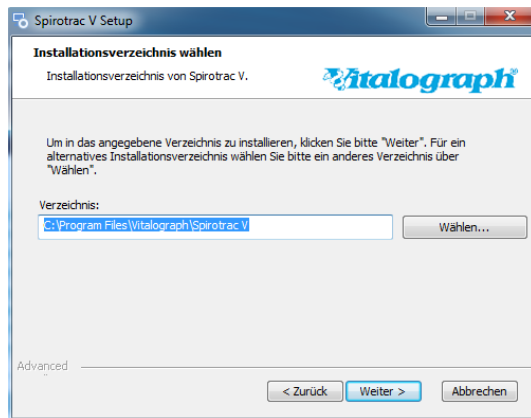 Spirotrac V Setup
Installationsverzeichnis wählen
Installationsverzeichnis von Spirotrac V.
Vitalograph®
Um in das angegebene Verzeichnis zu installieren, klicken Sie bitte "Weiter". Für ein
alternatives Installationsverzeichnis wählen Sie bitte ein anderes Verzeichnis über
"Wählen".
Verzeichnis:
C:\Program Files\Vitalograph\Spirotrac V
Wählen...
Advanced
< Zurück
Weiter >
Abbrechen